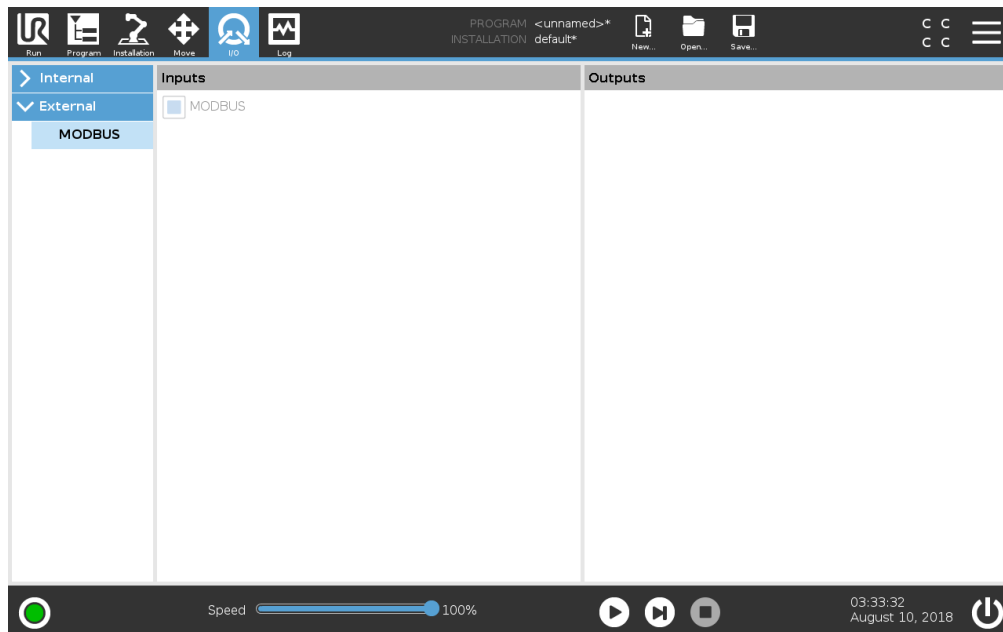 UR
Run
Program
Installation
Move
I/O
Log
PROGRAM <unnamed>*
INSTALLATION default*
New...
Open...
Save...
C C
C C
Internal
External
MODBUS
Inputs
MODBUS
Outputs
Speed 100%
03:33:32
August 10, 2018